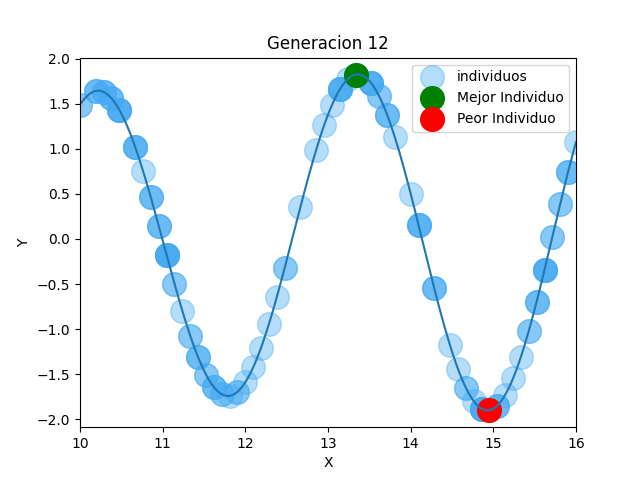 Generacion 12
individuos
Mejor Individuo
Peor Individuo
2.0
1.5
1.0
0.5
0.0
−0.5
−1.0
−1.5
−2.0
Y
10 11 12 13 14 15 16
X